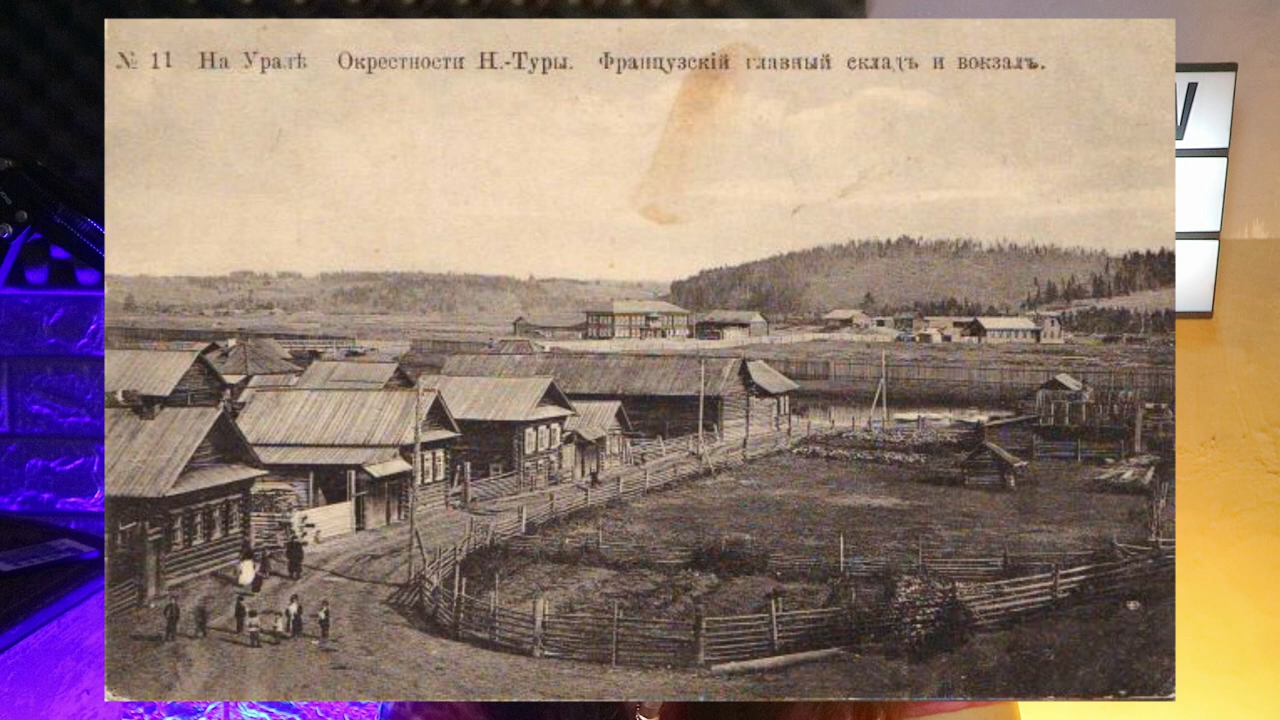 № 11 На Уралѣ Окрестности Н.-Туры. Французскій главный складъ и вокзалъ.